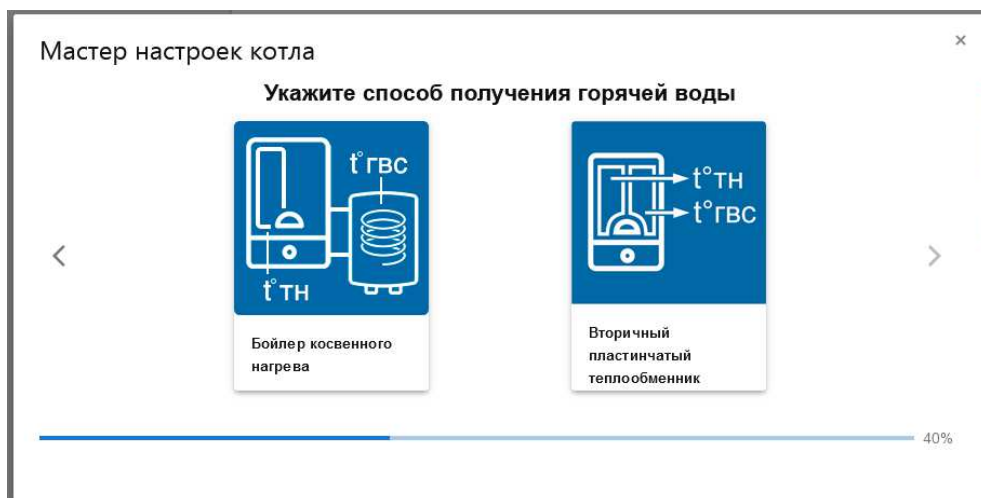 Мастер настроек котла
×
Укажите способ получения горячей воды
t° ГВС
t° ТН
Бойлер косвенного
нагрева
t° ТН
t° ГВС
Вторичный
пластинчатый
теплообменник
40%